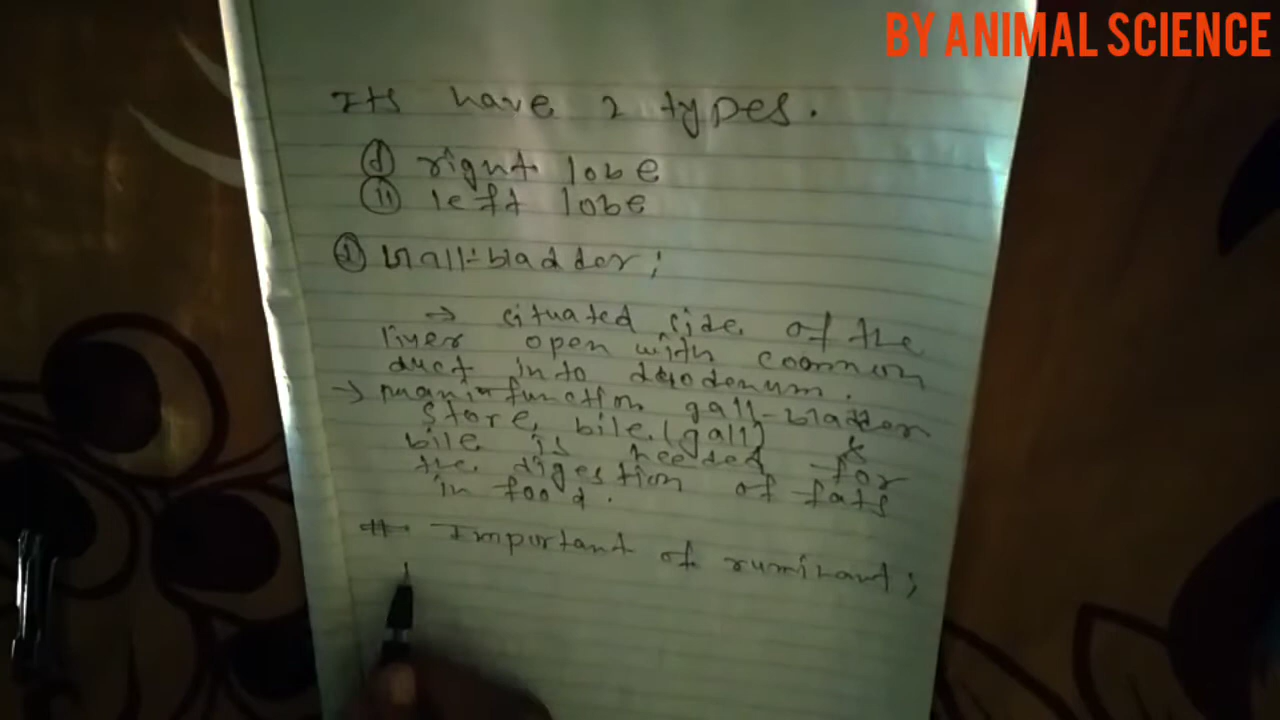 BY ANIMAL SCIENCE
Its have 2 types.
(i) right lobe
(ii) left lobe
② Gall-bladder;
→ situated side of the
liver open with common
duct into duodenum.
→ main function gall-bladder
store bile (gall) &
bile is needed for
the digestion of fats
in food.
# Important of ruminant;